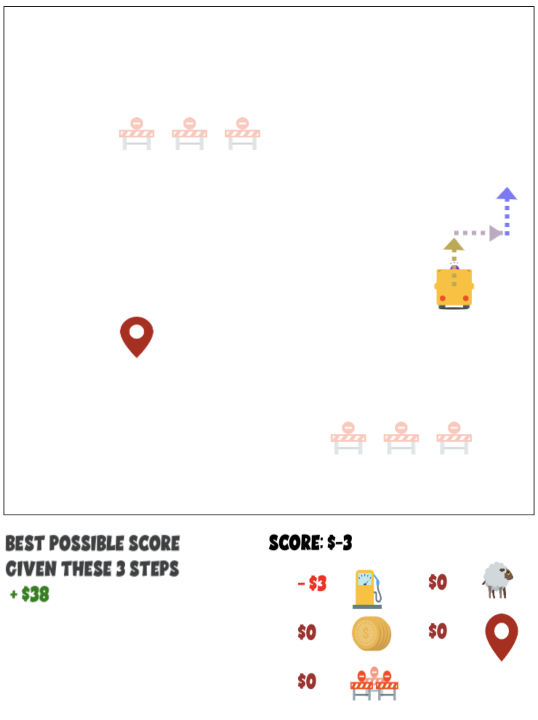 BEST POSSIBLE SCORE
GIVEN THESE 3 STEPS
+ $38
SCORE: $-3
- $3
$0
$0
$0
$0